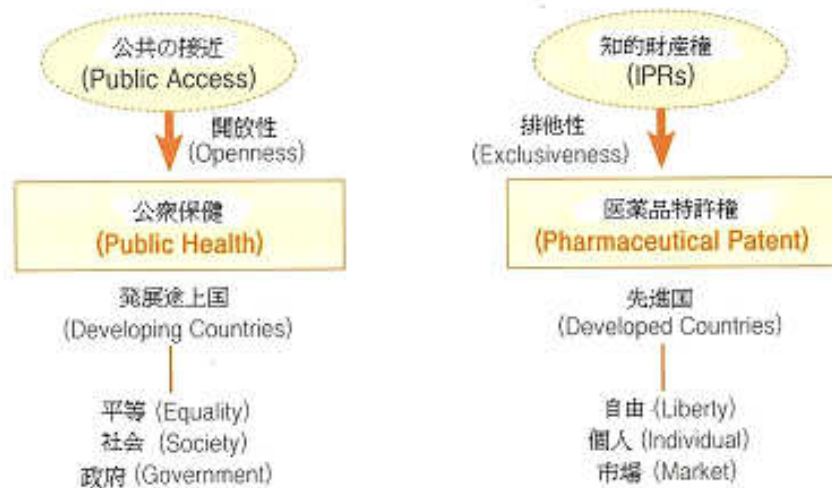 公共の接近
(Public Access)
開放性
(Openness)
公衆保健
(Public Health)
発展途上国
(Developing Countries)
平等 (Equality)
社会 (Society)
政府 (Government)
知的財産権
(IPRs)
排他性
(Exclusiveness)
医薬品特許権
(Pharmaceutical Patent)
先進国
(Developed Countries)
自由 (Liberty)
個人 (Individual)
市場 (Market)